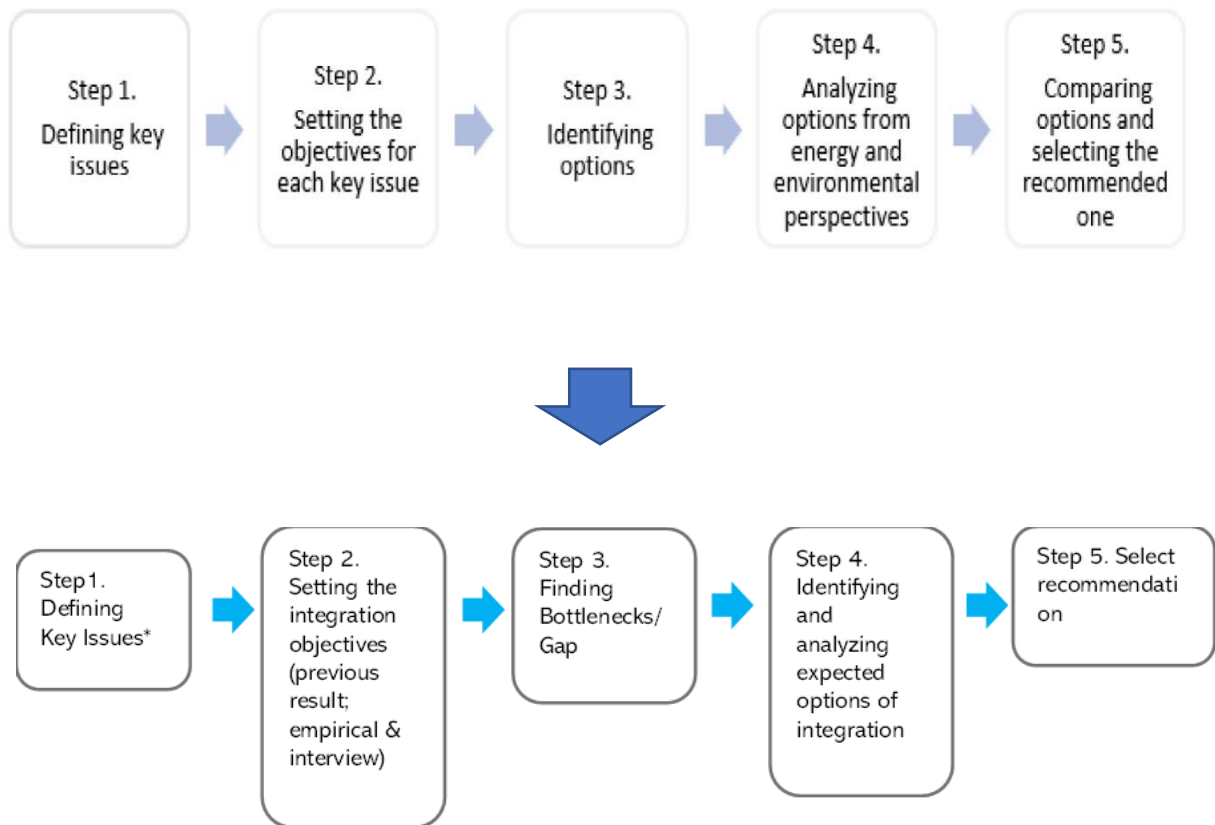 Step 1.
Defining key
issues
Step 2.
Setting the
objectives for
each key issue
Step 3.
Identifying
options
Step 4.
Analyzing
options from
energy and
environmental
perspectives
Step 5.
Comparing
options and
selecting the
recommended
one
Step1.
Defining
Key Issues*
Step 2.
Setting the
integration
objectives
(previous
result;
empirical &
interview)
Step 3.
Finding
Bottlenecks/
Gap
Step 4.
Identifying
and
analyzing
expected
options of
integration
Step 5. Select
recommendati
on